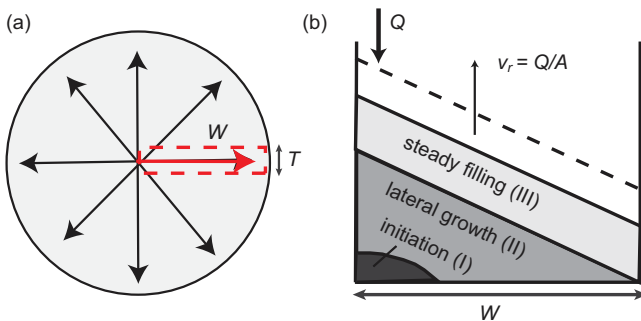 (a)
W
T
(b)
Q
v_r = Q/A
steady filling (III)
lateral growth (II)
initiation (I)
W